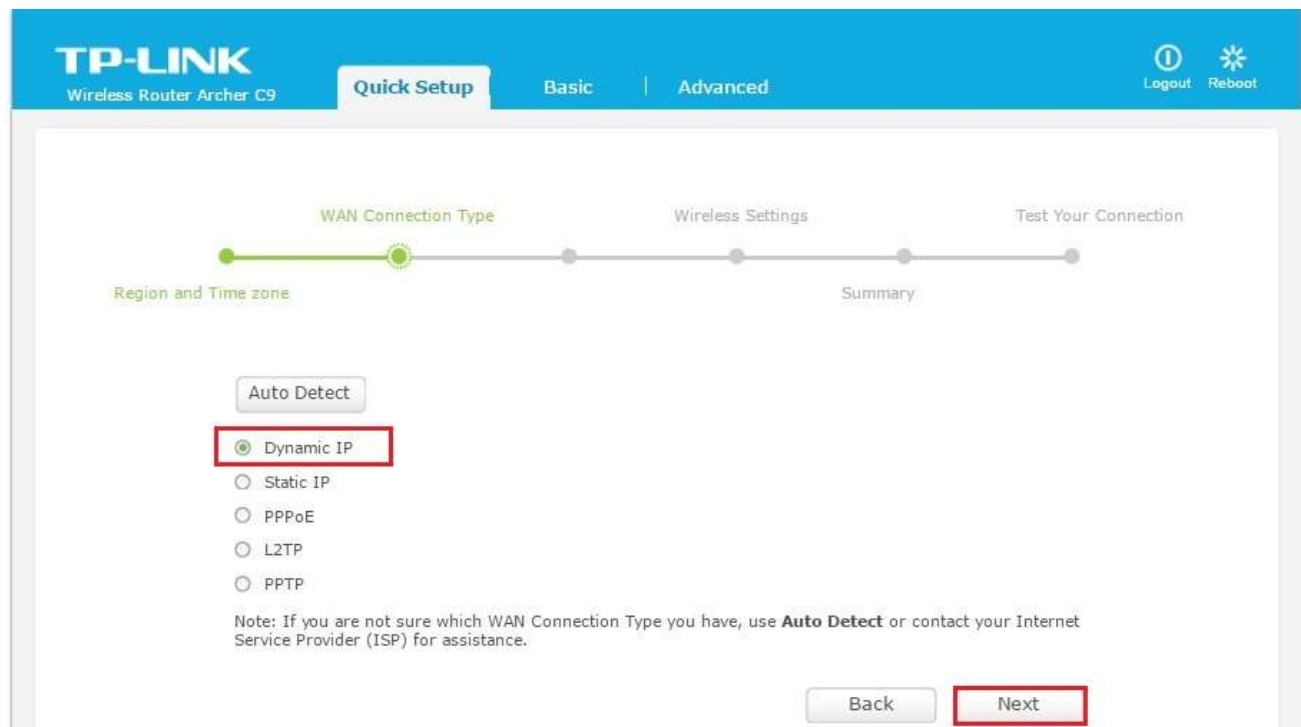 TP-LINK
Wireless Router Archer C9
Quick Setup
Basic
Advanced
Logout
Reboot
WAN Connection Type
Wireless Settings
Test Your Connection
Region and Time zone
Summary
Auto Detect
Dynamic IP
Static IP
PPPoE
L2TP
PPTP
Note: If you are not sure which WAN Connection Type you have, use Auto Detect or contact your Internet
Service Provider (ISP) for assistance.
Back
Next